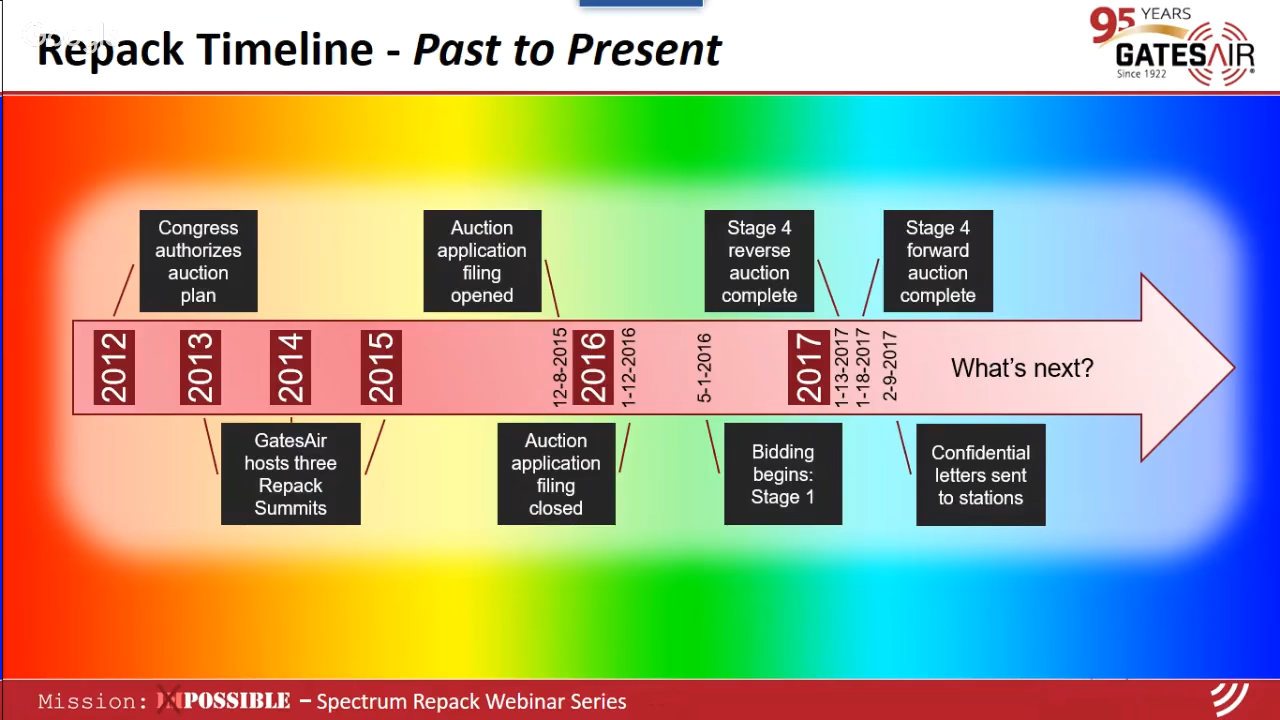 Google
Repack Timeline - Past to Present
95 YEARS
GATESAIR
Since 1922
Congress
authorizes
auction
plan
Auction
application
filing
opened
Stage 4
reverse
auction
complete
Stage 4
forward
auction
complete
2012
2013
2014
2015
12-8-2015
2016
1-12-2016
5-1-2016
2017
1-13-2017
1-18-2017
2-9-2017
What's next?
GatesAir
hosts three
Repack
Summits
Auction
application
filing
closed
Bidding
begins:
Stage 1
Confidential
letters sent
to stations
Mission: IMPOSSIBLE – Spectrum Repack Webinar Series